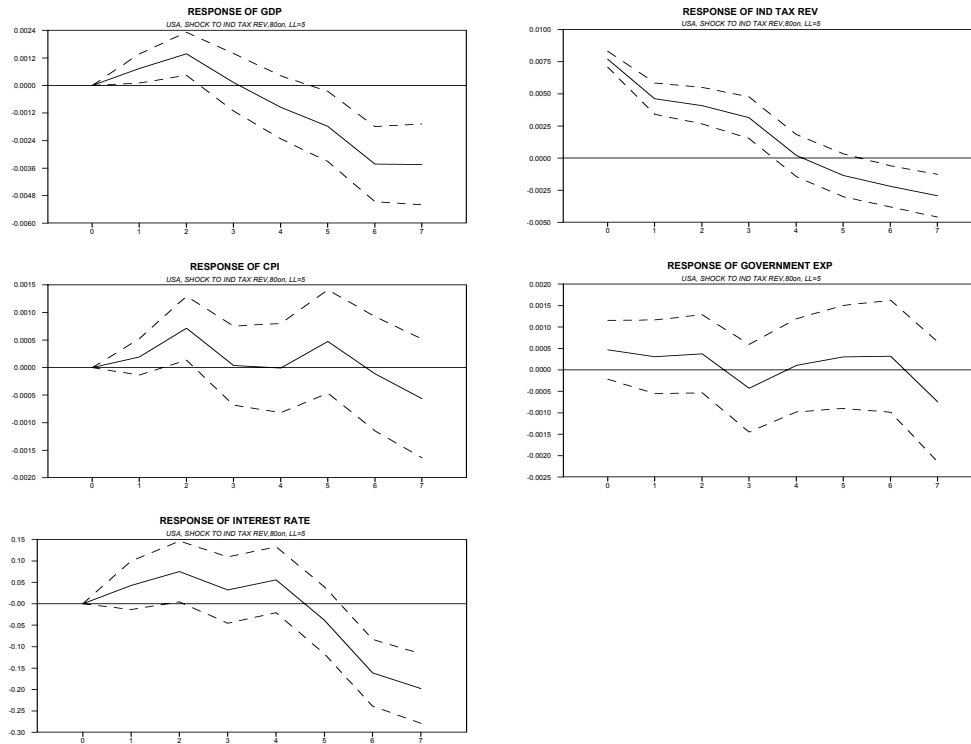 RESPONSE OF GDP
USA, SHOCK TO IND TAX REV,80on, LL=5
0.0024
0.0012
0.0000
-0.0012
-0.0024
-0.0036
-0.0048
-0.0060
0 1 2 3 4 5 6 7
RESPONSE OF IND TAX REV
USA, SHOCK TO IND TAX REV,80on, LL=5
0.0100
0.0075
0.0050
0.0025
0.0000
-0.0025
-0.0050
0 1 2 3 4 5 6 7
RESPONSE OF CPI
USA, SHOCK TO IND TAX REV,80on, LL=5
0.0015
0.0010
0.0005
0.0000
-0.0005
-0.0010
-0.0015
-0.0020
0 1 2 3 4 5 6 7
RESPONSE OF GOVERNMENT EXP
USA, SHOCK TO IND TAX REV,80on, LL=5
0.0020
0.0015
0.0010
0.0005
0.0000
-0.0005
-0.0010
-0.0015
-0.0020
-0.0025
0 1 2 3 4 5 6 7
RESPONSE OF INTEREST RATE
USA, SHOCK TO IND TAX REV,80on, LL=5
0.15
0.10
0.05
-0.00
-0.05
-0.10
-0.15
-0.20
-0.25
-0.30
0 1 2 3 4 5 6 7